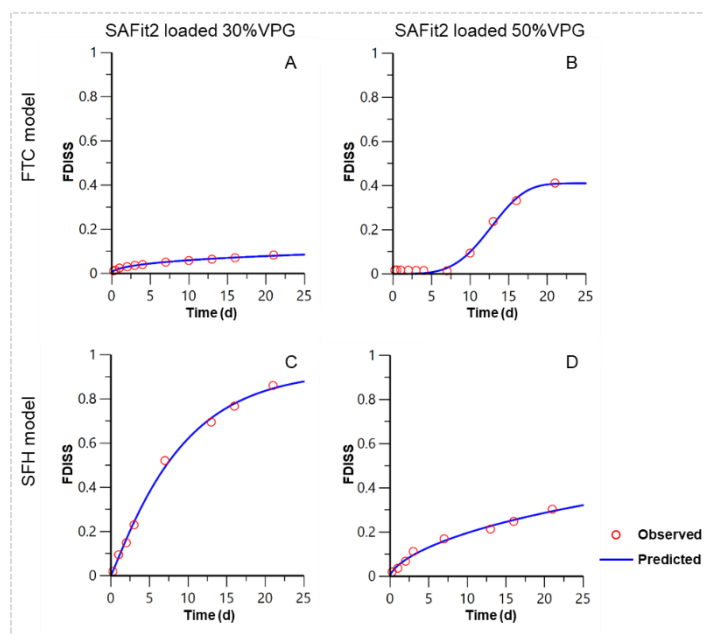 SAFit2 loaded 30%VPG
SAFit2 loaded 50%VPG
FTC model
A
FDISS
1
0.8
0.6
0.4
0.2
0
0
5
10
15
20
25
Time (d)
B
FDISS
1
0.8
0.6
0.4
0.2
0
0
5
10
15
20
25
Time (d)
SFH model
C
FDISS
1
0.8
0.6
0.4
0.2
0
0
5
10
15
20
25
Time (d)
D
FDISS
1
0.8
0.6
0.4
0.2
0
0
5
10
15
20
25
Time (d)
Observed
Predicted